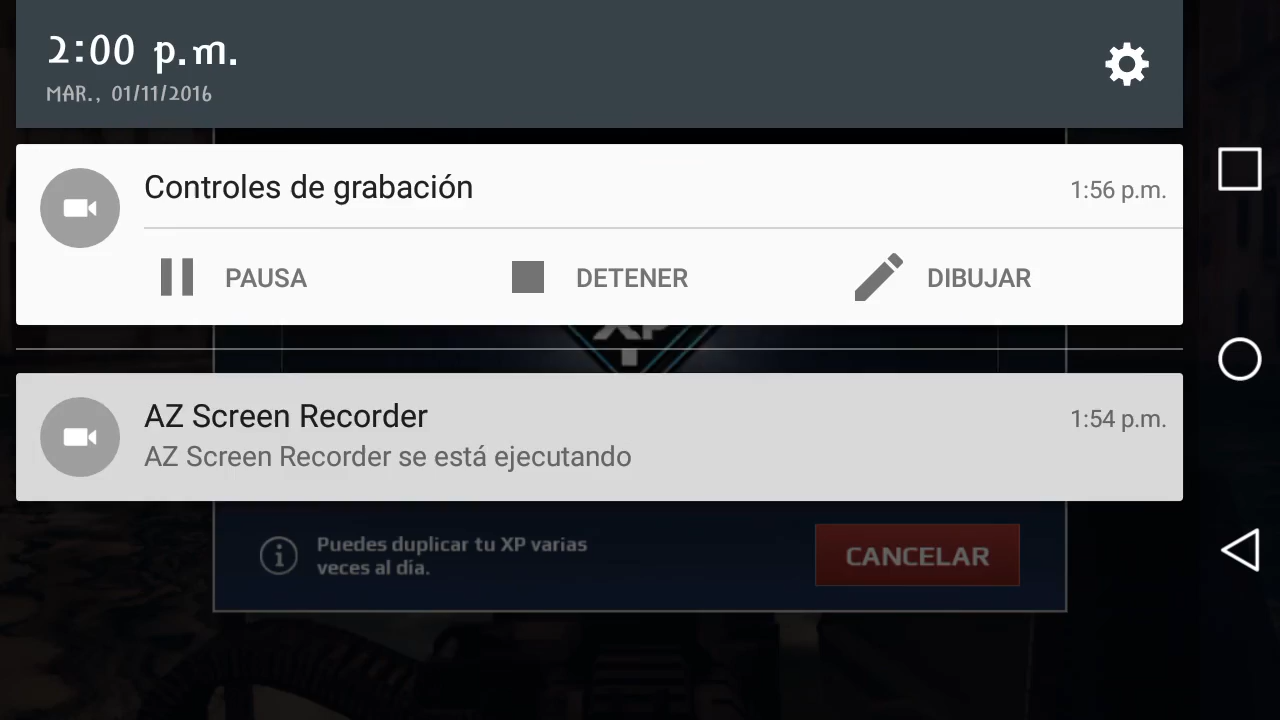 2:00 p.m.
MAR., 01/11/2016
Controles de grabación
1:56 p.m.
PAUSA
DETENER
DIBUJAR
XP
AZ Screen Recorder
1:54 p.m.
AZ Screen Recorder se está ejecutando
Puedes duplicar tu XP varias
veces al día.
CANCELAR